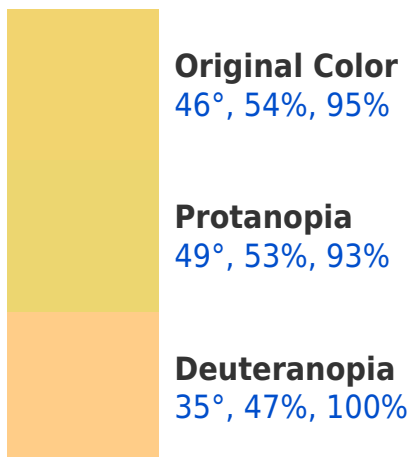 Original Color
46°, 54%, 95%
Protanopia
49°, 53%, 93%
Deuteranopia
35°, 47%, 100%